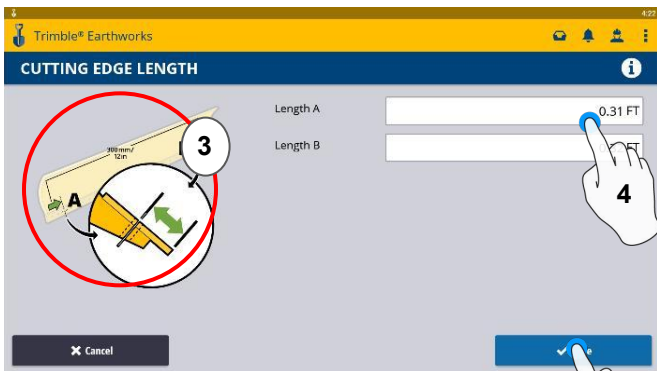 4:22
Trimble® Earthworks
CUTTING EDGE LENGTH
Length A
0.31 FT
Length B
FT
300mm/
12in
3
A
4
Cancel